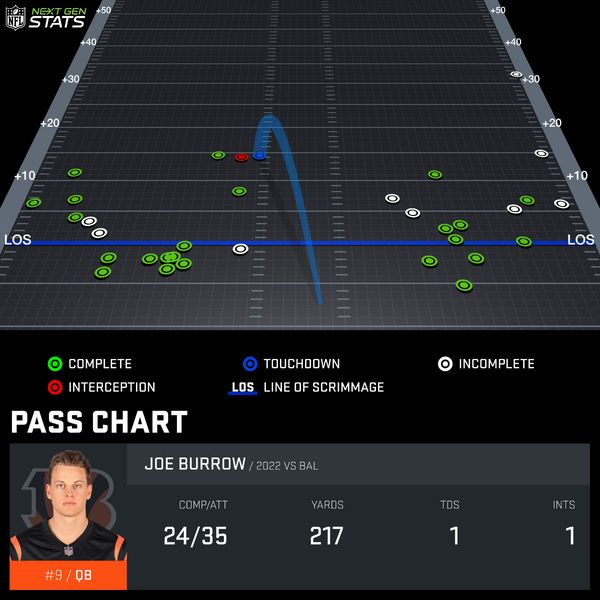 NFL NEXT GEN STATS
+50 +50
+40 +40
+30 +30
+20 +20
+10 +10
LOS LOS
COMPLETE TOUCHDOWN INCOMPLETE
INTERCEPTION LOS LINE OF SCRIMMAGE
PASS CHART
JOE BURROW / 2022 VS BAL
COMP/ATT YARDS TDS INTS
24/35 217 1 1
#9 / QB